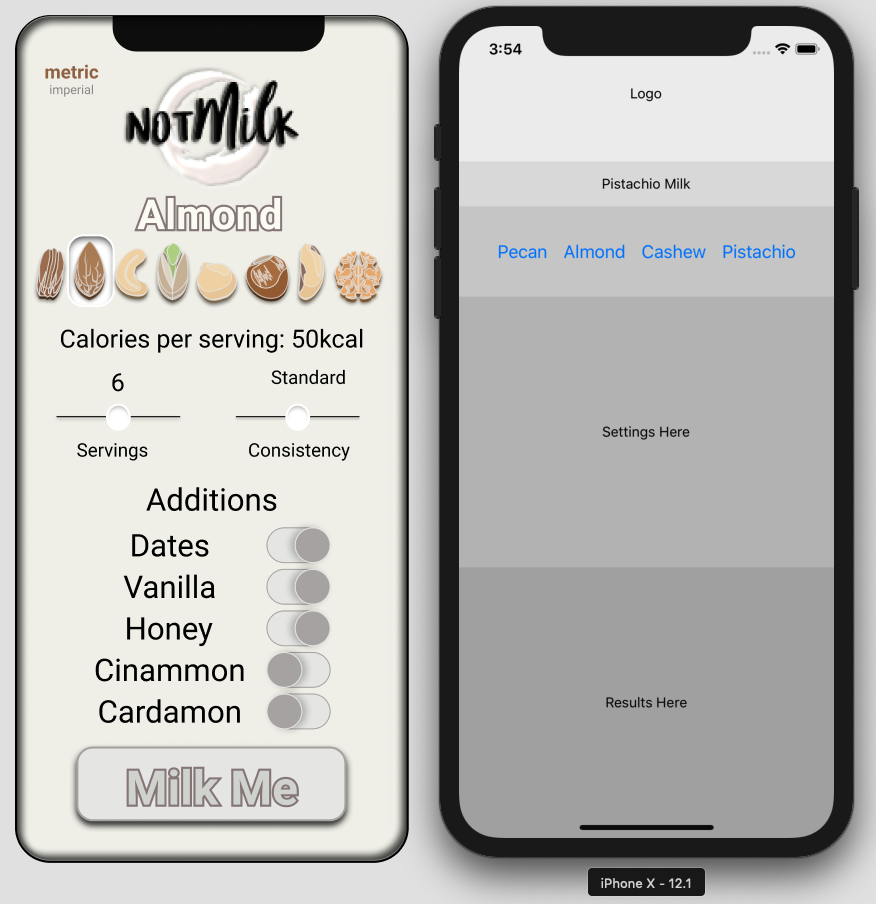 metric
imperial
NOTMilk
Almond
Calories per serving: 50kcal
6
Standard
Servings
Consistency
Additions
Dates
Vanilla
Honey
Cinammon
Cardamon
Milk Me
3:54
Logo
Pistachio Milk
Pecan Almond Cashew Pistachio
Settings Here
Results Here
iPhone X - 12.1